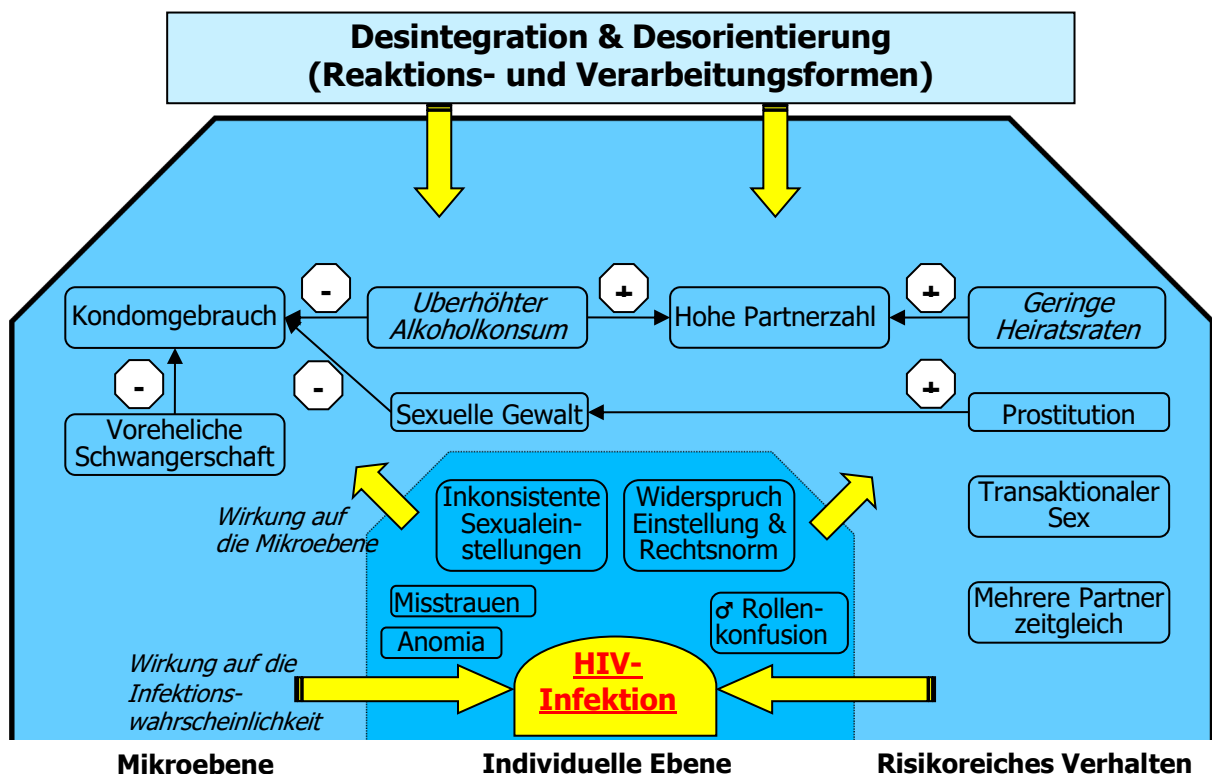 Desintegration & Desorientierung
(Reaktions- und Verarbeitungsformen)
-
+
+
Kondomgebrauch
Uberhöhter
Alkoholkonsum
Hohe Partnerzahl
Geringe
Heiratsraten
-
-
+
Voreheliche
Schwangerschaft
Sexuelle Gewalt
Prostitution
Wirkung auf
die Mikroebene
Inkonsistente
Sexualein-
stellungen
Widerspruch
Einstellung &
Rechtsnorm
Transaktionaler
Sex
Misstrauen
Anomia
♂ Rollen-
konfusion
Mehrere Partner
zeitgleich
Wirkung auf die
Infektions-
wahrscheinlichkeit
HIV-
Infektion
Mikroebene
Individuelle Ebene
Risikoreiches Verhalten